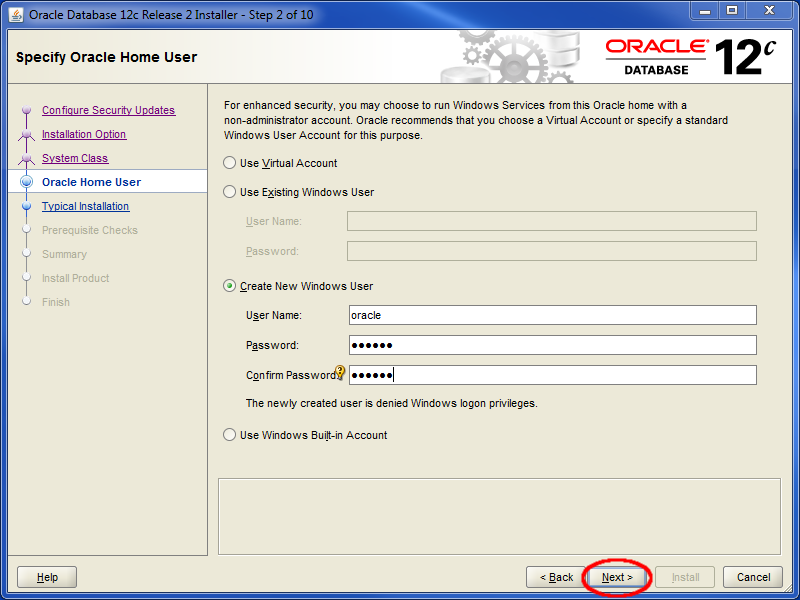 Oracle Database 12c Release 2 Installer - Step 2 of 10
Specify Oracle Home User
ORACLE®
DATABASE
12c
Configure Security Updates
Installation Option
System Class
Oracle Home User
Typical Installation
Prerequisite Checks
Summary
Install Product
Finish
For enhanced security, you may choose to run Windows Services from this Oracle home with a
non-administrator account. Oracle recommends that you choose a Virtual Account or specify a standard
Windows User Account for this purpose.
Use Virtual Account
Use Existing Windows User
User Name:
Password:
Create New Windows User
User Name: oracle
Password: ●●●●●●
Confirm Password: ●●●●●●
The newly created user is denied Windows logon privileges.
Use Windows Built-in Account
Help
< Back
Next >
Install
Cancel